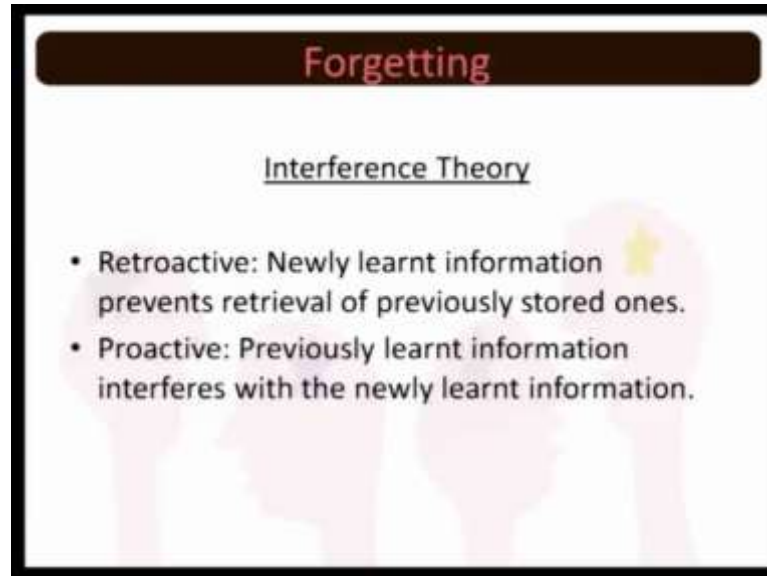 Forgetting
Interference Theory
• Retroactive: Newly learnt information
prevents retrieval of previously stored ones.
• Proactive: Previously learnt information
interferes with the newly learnt information.